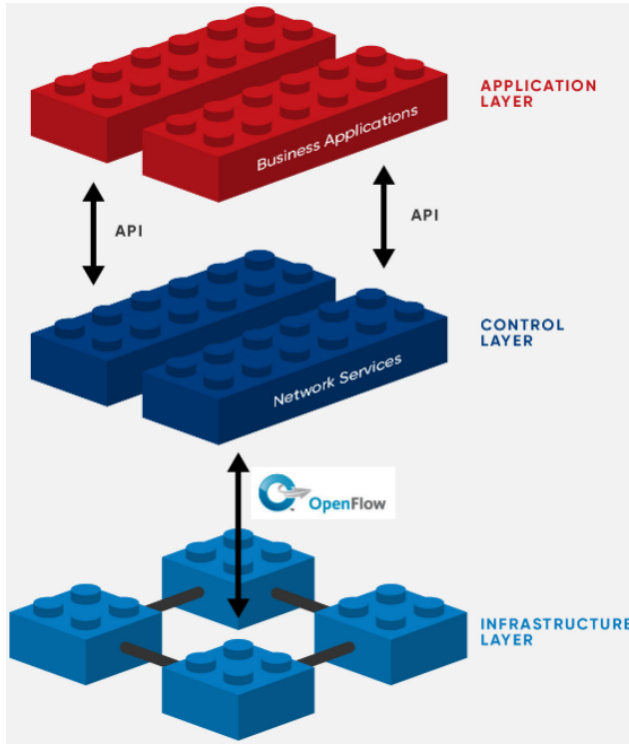 APPLICATION
LAYER
Business Applications
API
API
CONTROL
LAYER
Network Services
OpenFlow
INFRASTRUCTURE
LAYER